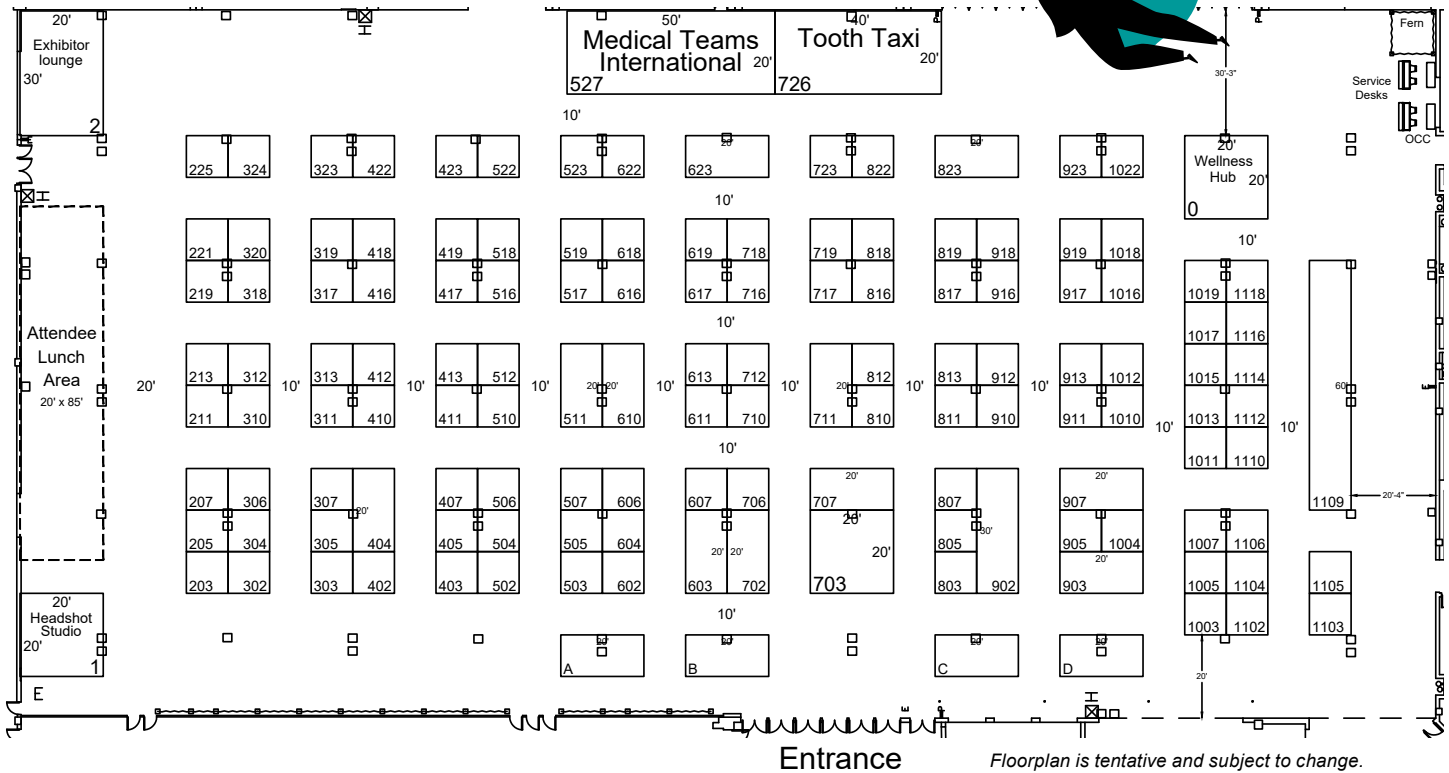 20'
Exhibitor
lounge
30'
2
H
50'
Medical Teams
International 20'
527
40'
Tooth Taxi
20'
726
30'-3"
Fern
Service
Desks
OCC
10'
225 324 323 422 423 522 523 622 623 20' 723 822 823 20' 923 1022
20'
Wellness
Hub 20'
0
H
10'
221 320 319 418 419 518 519 618 619 718 719 818 819 918 919 1018
10'
219 318 317 416 417 516 517 616 617 716 717 816 817 916 917 1016 1019 1118
10'
1017 1116
Attendee
Lunch
Area
20' x 85'
213 312 313 412 413 512 613 712 812 813 912 913 1012 1015 1114
20' 10' 10' 10' 20' 20' 10' 10' 20' 10' 10' 60'
E
211 310 311 410 411 510 511 610 611 710 711 810 811 910 911 1010 1013 1112
10' 10'
10'
1011 1110
20' 20'
207 306 307 407 506 507 606 607 706 707 807 907 1109
20'-4"
20' 20'
205 304 305 404 405 504 505 604 20' 20' 20' 805 30' 905 1004 1007 1106
20'
203 302 303 402 403 502 503 602 603 702 703 803 902 903 1005 1104 1105
20'
Headshot
Studio
20'
1
10'
1003 1102 1103
20' 20' 20' 20'
A B C D
20'
E
E
H
Entrance
Floorplan is tentative and subject to change.